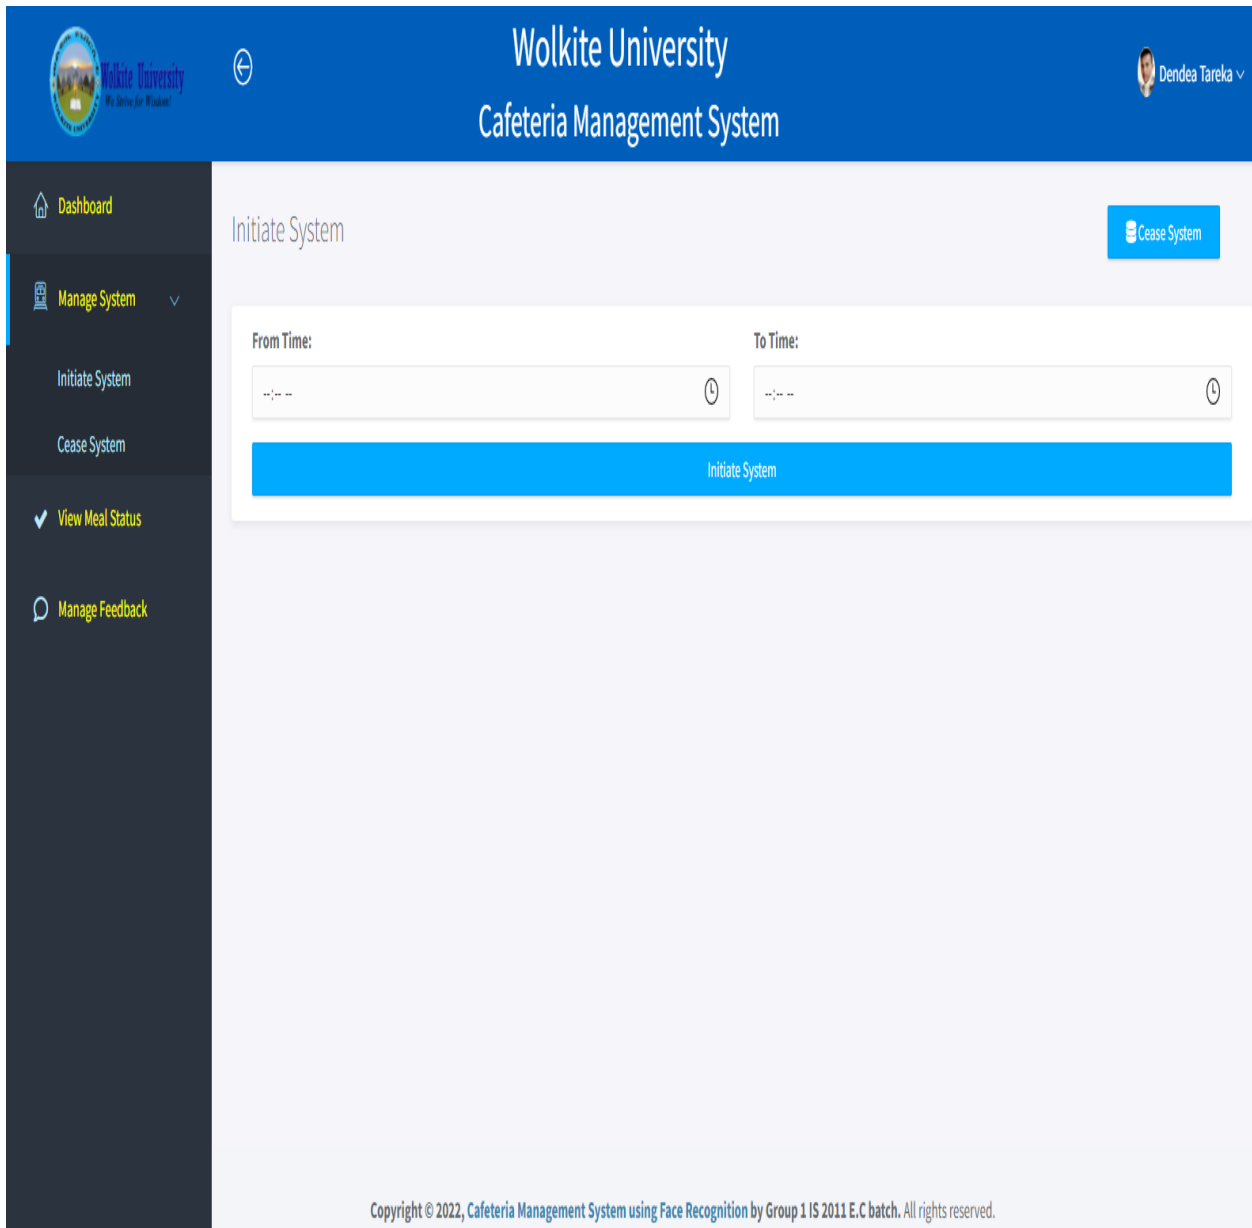 Wolkite University
We Strive for Wisdom!
Wolkite University
Cafeteria Management System
Dendea Tareka
Dashboard
Manage System
Initiate System
Cease System
View Meal Status
Manage Feedback
Initiate System
Cease System
From Time:
To Time:
--:-- --
--:-- --
Initiate System
Copyright © 2022, Cafeteria Management System using Face Recognition by Group 1 IS 2011 E.C batch. All rights reserved.